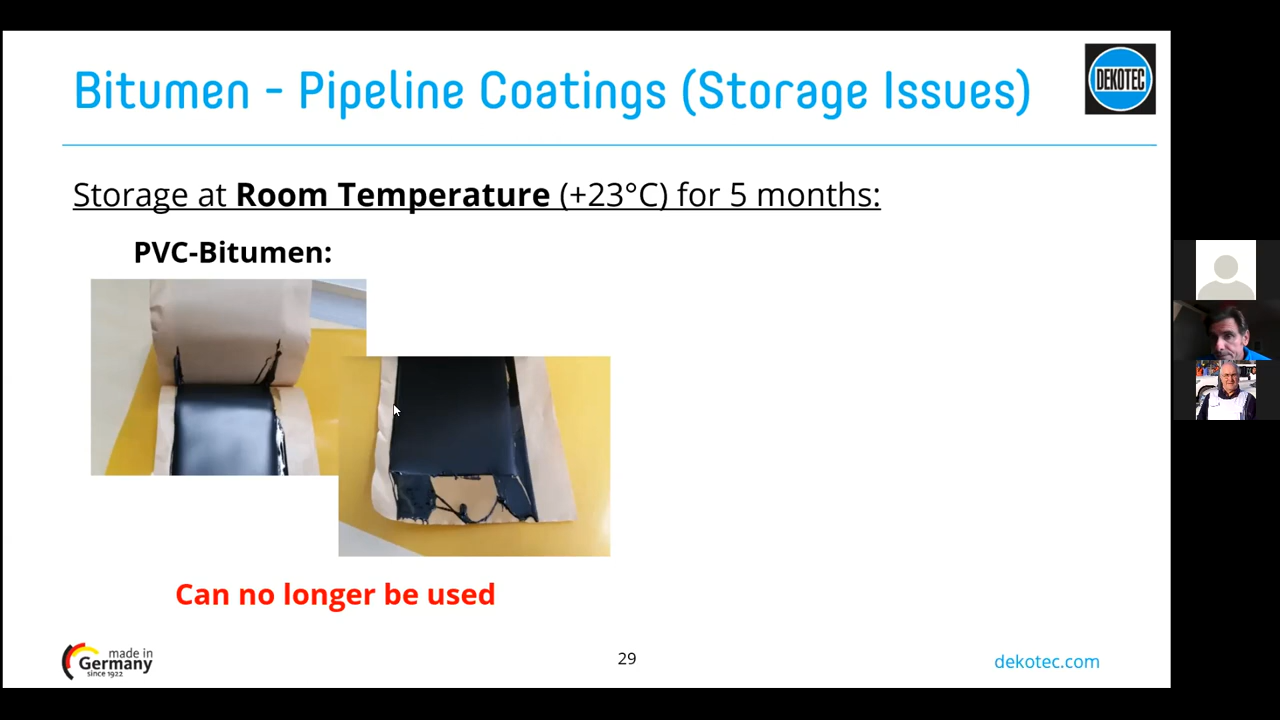 Bitumen - Pipeline Coatings (Storage Issues)
DEKOTEC
Storage at Room Temperature (+23°C) for 5 months:
PVC-Bitumen:
Can no longer be used
made in
Germany
since 1922
29
dekotec.com